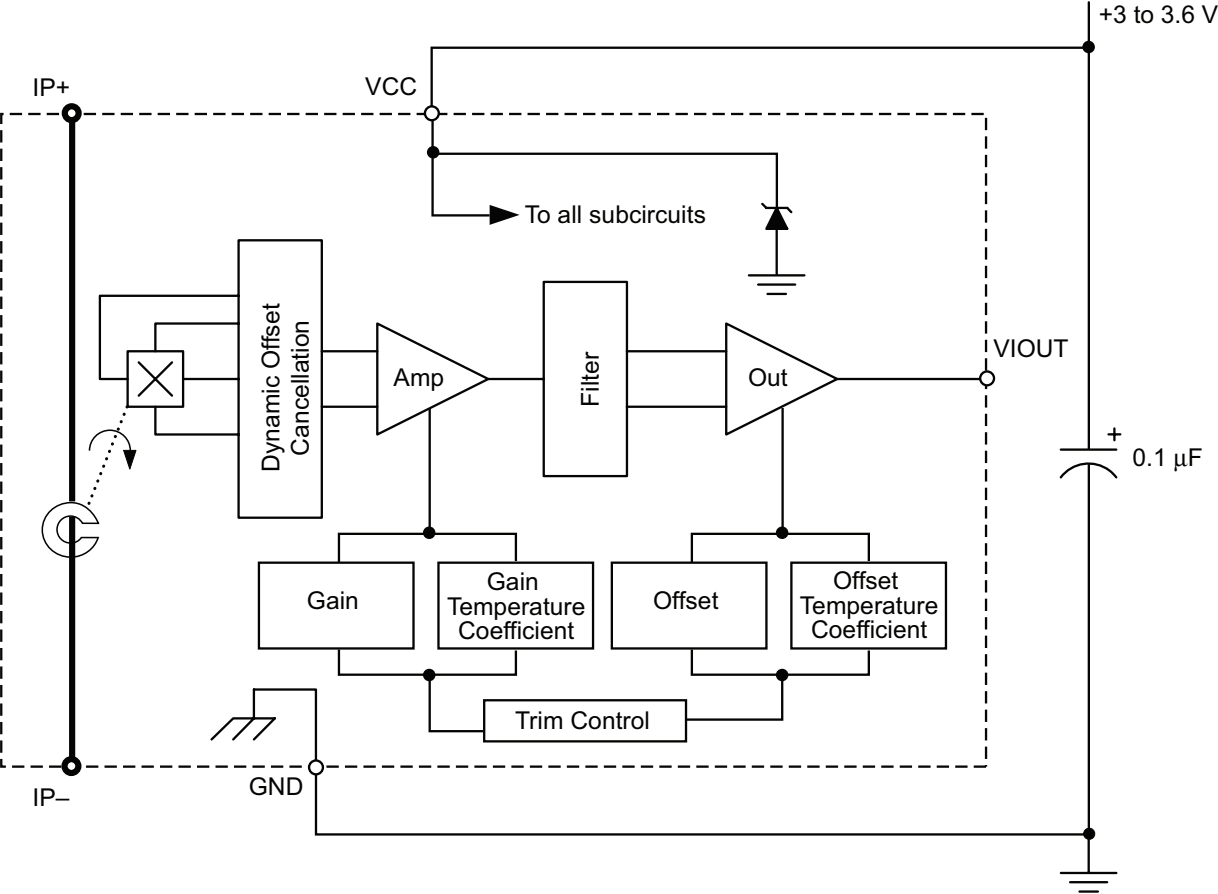 +3 to 3.6 V
IP+
VCC
To all subcircuits
Dynamic Offset
Cancellation
Amp
Filter
Out
VIOUT
+
0.1 μF
Gain
Gain
Temperature
Coefficient
Offset
Offset
Temperature
Coefficient
Trim Control
GND
IP–